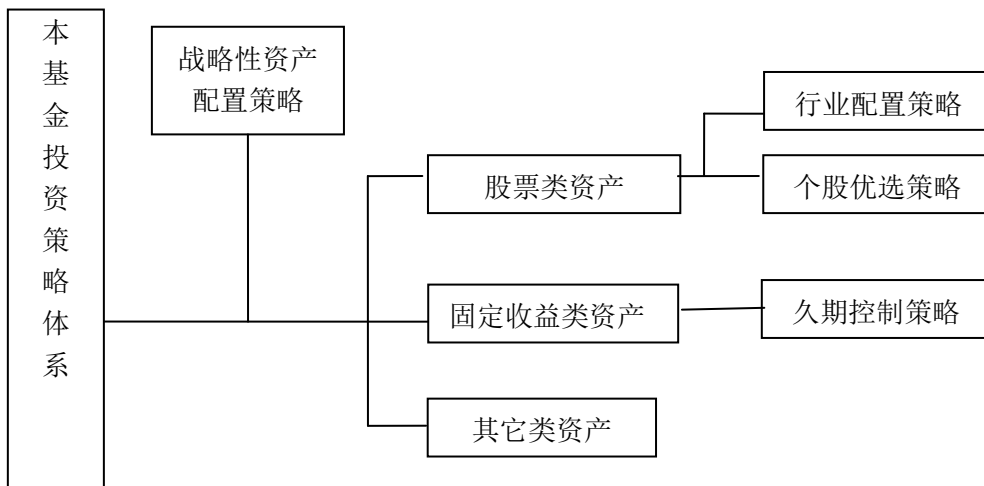 本基金投资策略体系
战略性资产
配置策略
行业配置策略
股票类资产
个股优选策略
固定收益类资产
久期控制策略
其它类资产